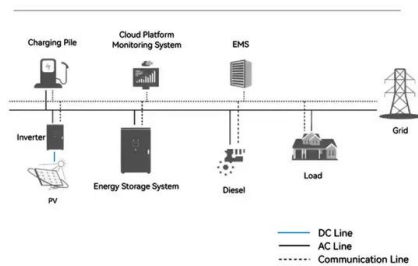 Charging Pile
Cloud Platform
Monitoring System
EMS
Grid
Inverter
PV
Energy Storage System
Diesel
Load
DC Line
AC Line
Communication Line